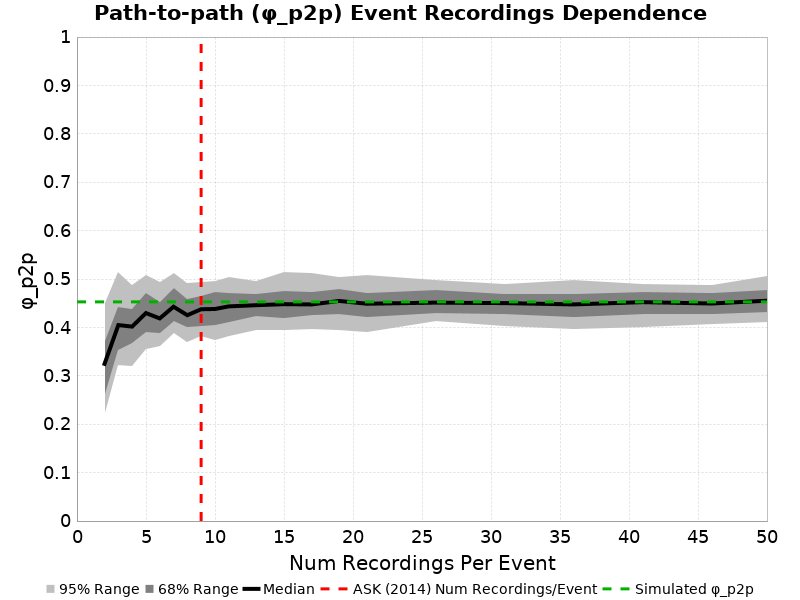 Path-to-path (φ_p2p) Event Recordings Dependence
1
0.9
0.8
0.7
0.6
0.5
0.4
0.3
0.2
0.1
0
φ_p2p
0 5 10 15 20 25 30 35 40 45 50
Num Recordings Per Event
95% Range 68% Range Median ASK (2014) Num Recordings/Event Simulated φ_p2p